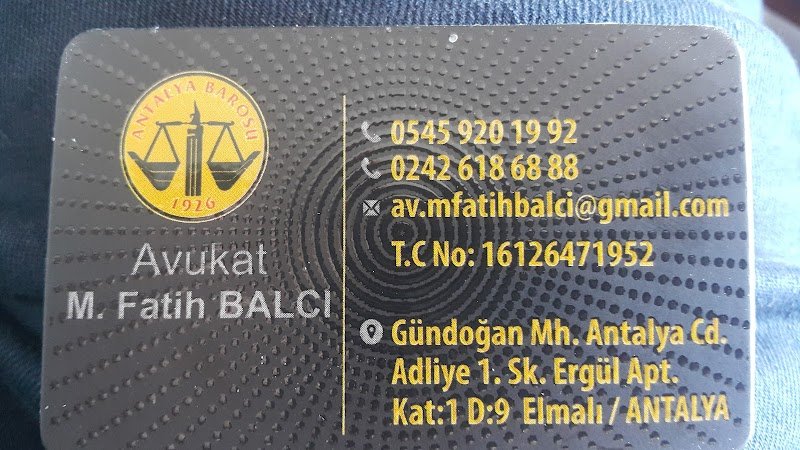 ANTALYA BAROSU
1926
Avukat
M. Fatih BALCI
0545 920 19 92
0242 618 68 88
av.mfatihbalci@gmail.com
T.C No: 16126471952
Gündoğan Mh. Antalya Cd.
Adliye 1. Sk. Ergül Apt.
Kat:1 D:9 Elmalı / ANTALYA